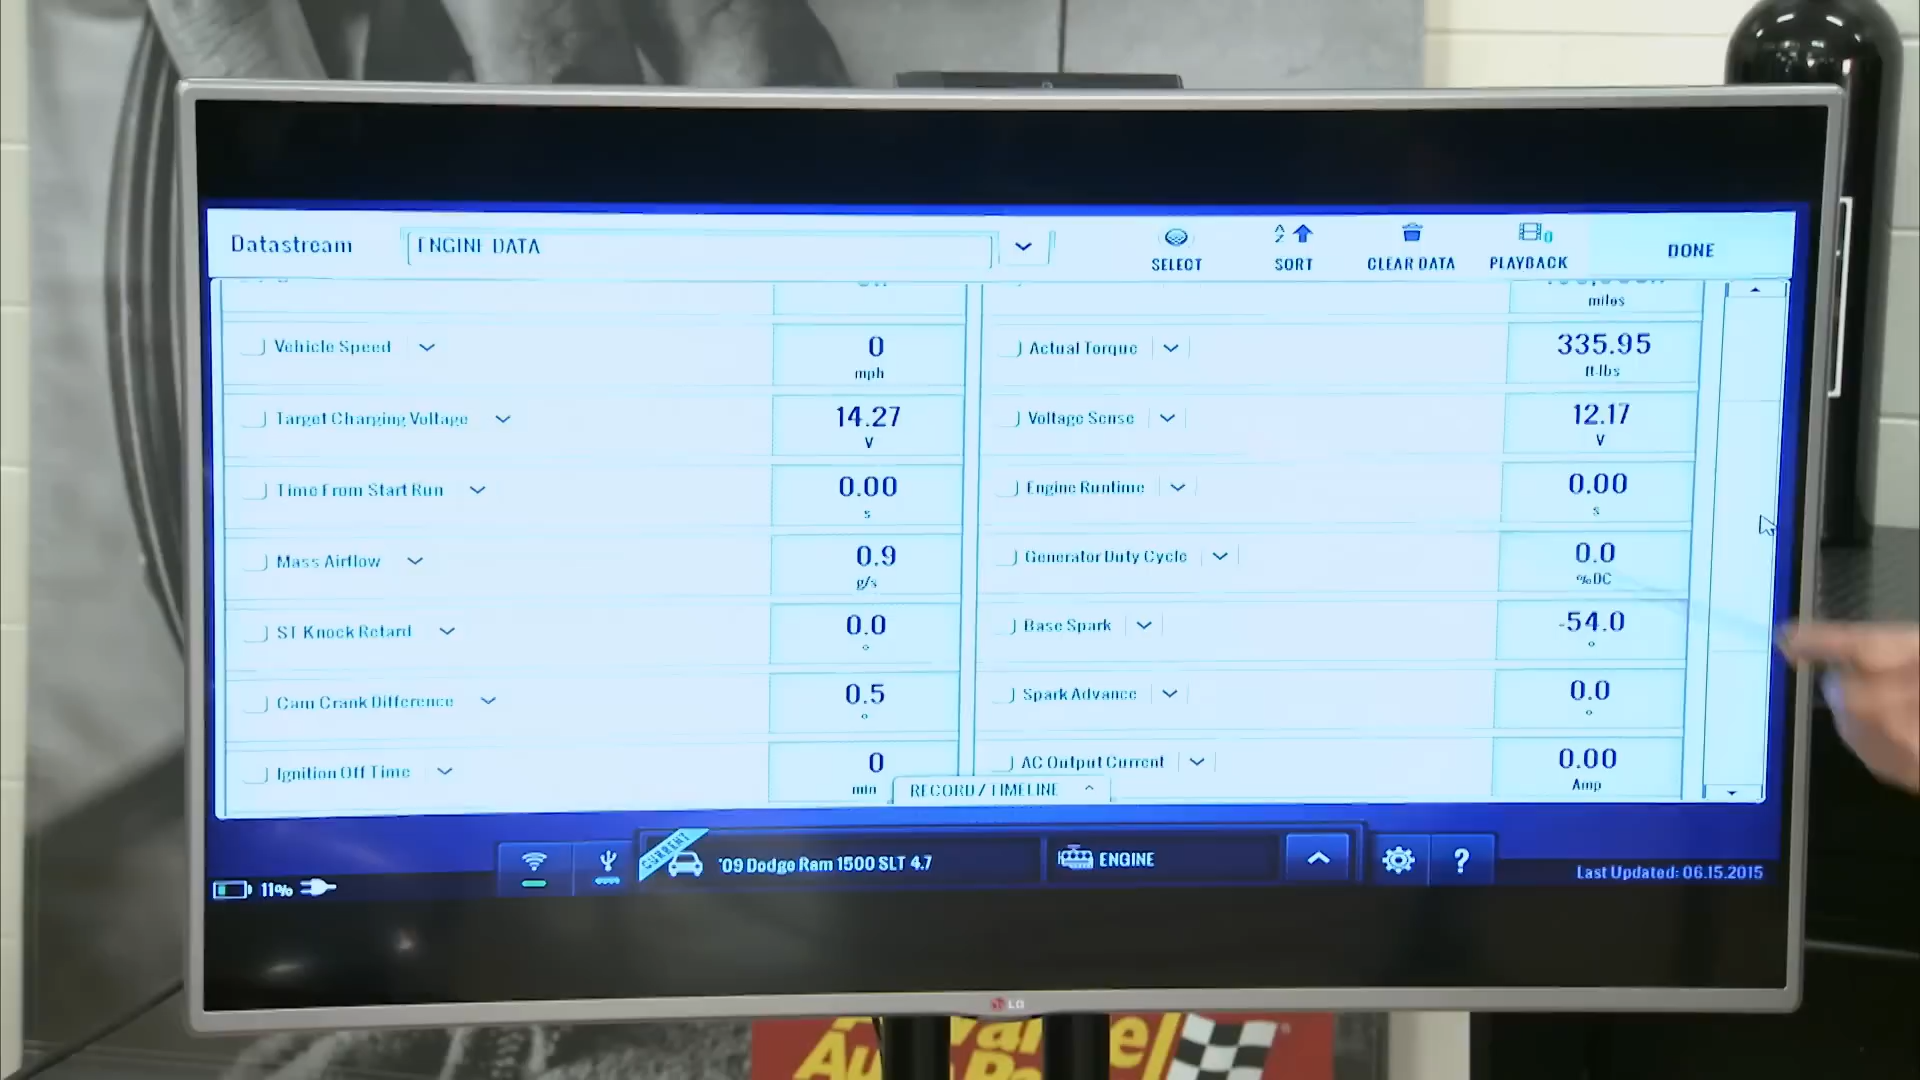 Datastream
ENGINE DATA
SELECT
SORT
CLEAR DATA
PLAYBACK
DONE
miles
Vehicle Speed
0
mph
Actual Torque
335.95
ft-lbs
Target Charging Voltage
14.27
V
Voltage Sense
12.17
V
Time From Start Run
0.00
s
Engine Runtime
0.00
s
Mass Airflow
0.9
g/s
Generator Duty Cycle
0.0
%DC
ST Knock Retard
0.0
°
Base Spark
-54.0
°
Cam Crank Difference
0.5
°
Spark Advance
0.0
°
Ignition Off Time
0
min
AC Output Current
0.00
Amp
RECORD / TIMELINE
CURRENT
'09 Dodge Ram 1500 SLT 4.7
ENGINE
?
Last Updated: 06.15.2015
11%
LG